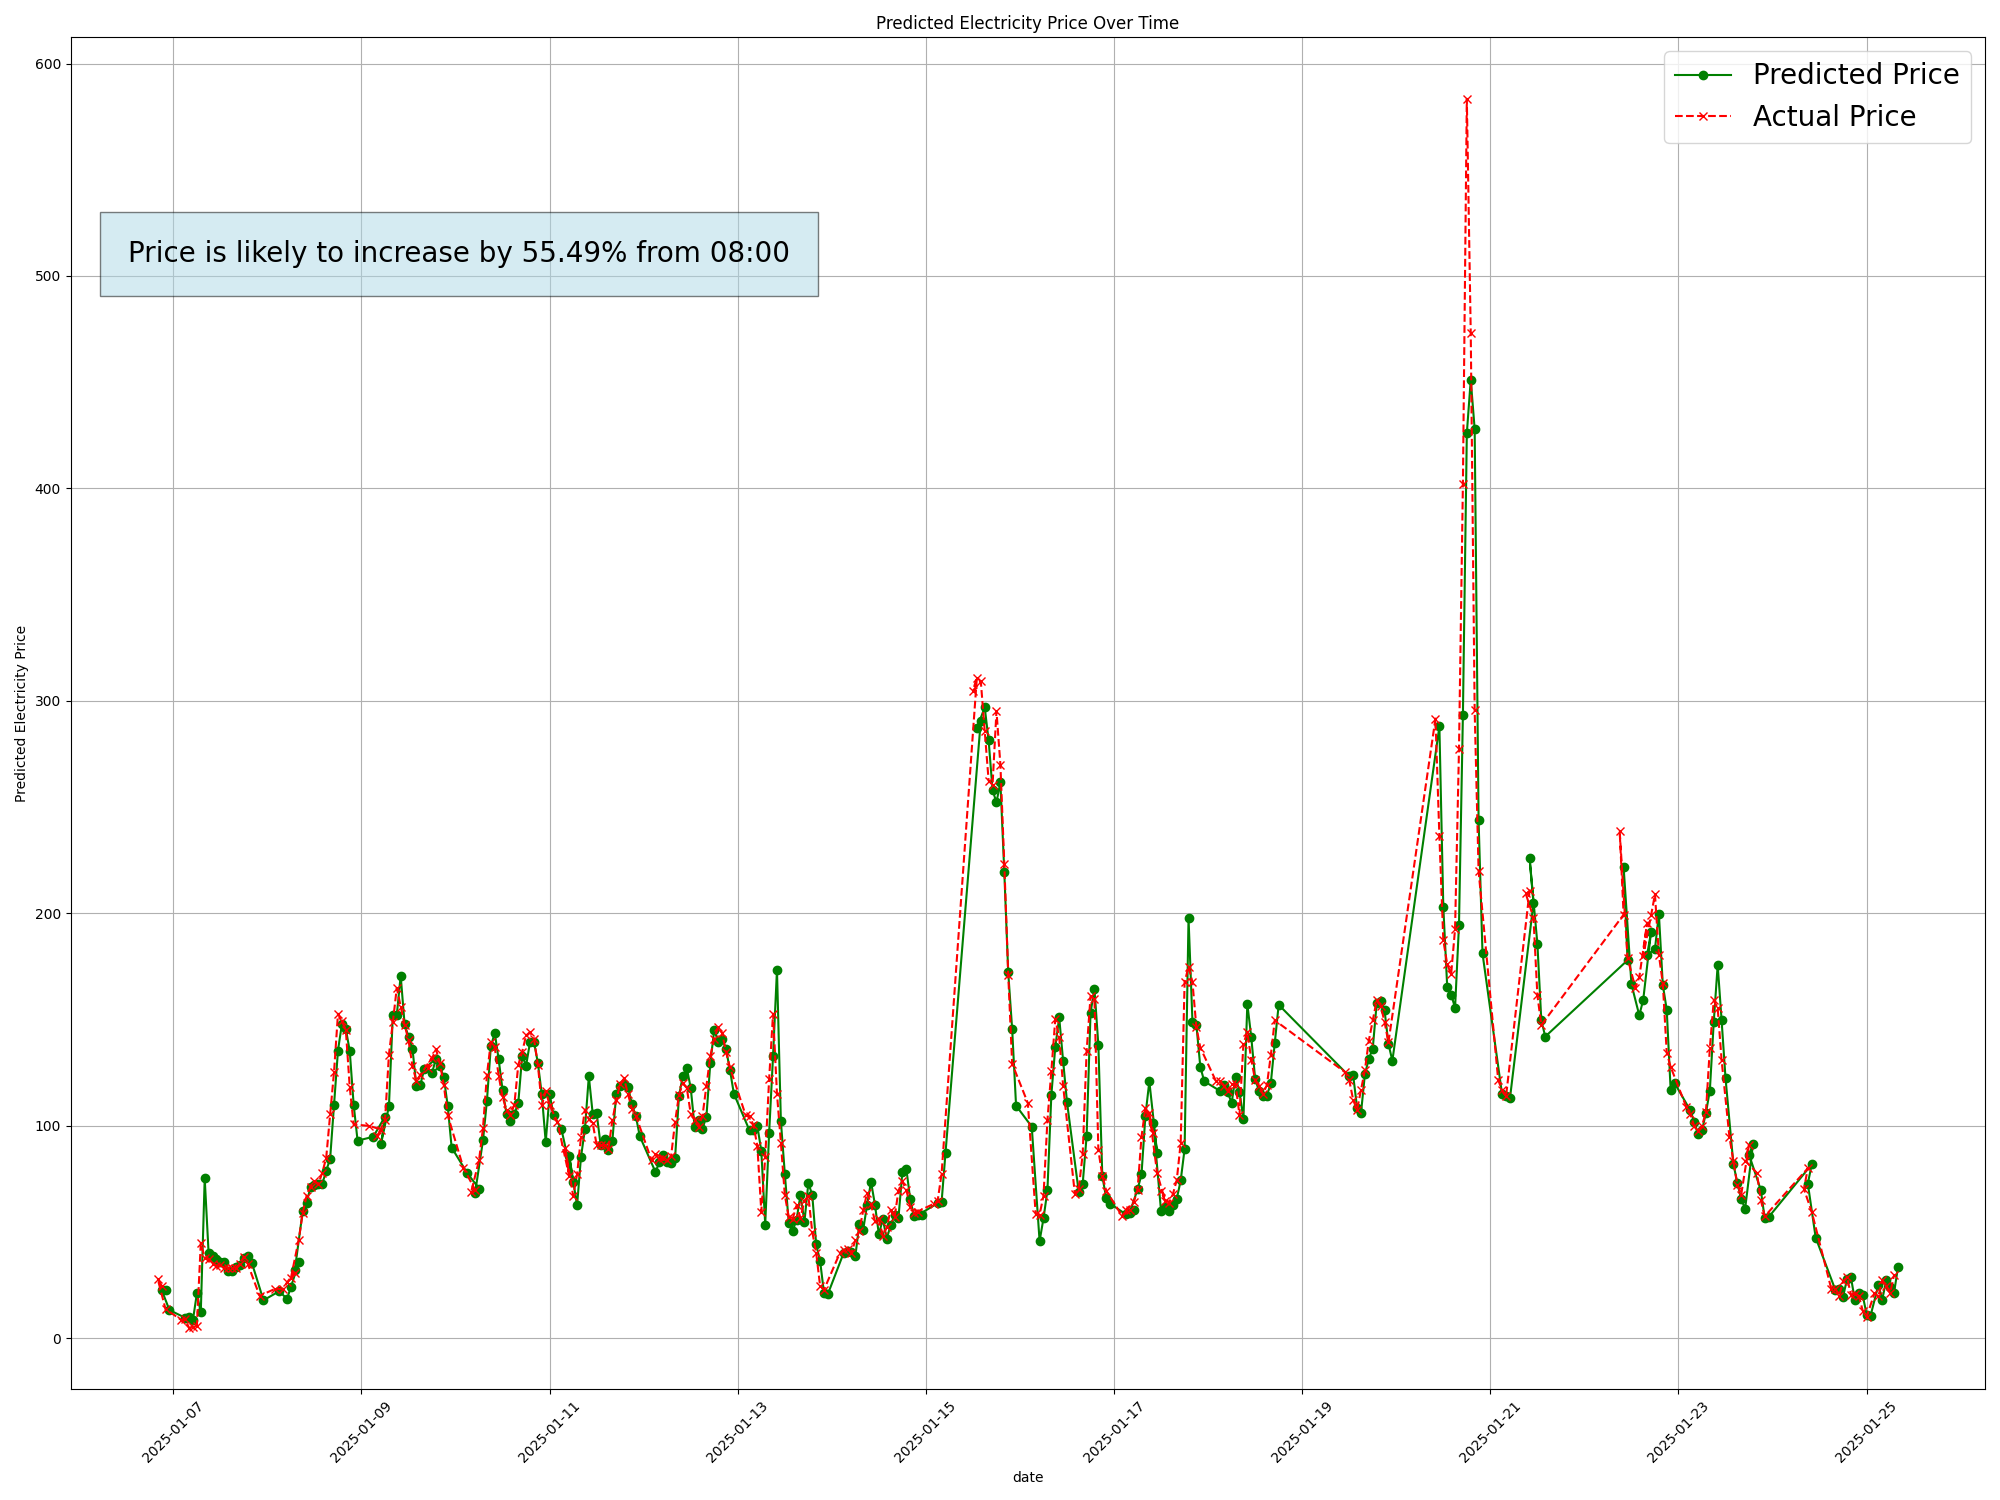 Predicted Electricity Price Over Time
Predicted Price
Actual Price
Price is likely to increase by 55.49% from 08:00
Predicted Electricity Price
600
500
400
300
200
100
0
2025-01-07
2025-01-09
2025-01-11
2025-01-13
2025-01-15
2025-01-17
2025-01-19
2025-01-21
2025-01-23
2025-01-25
date